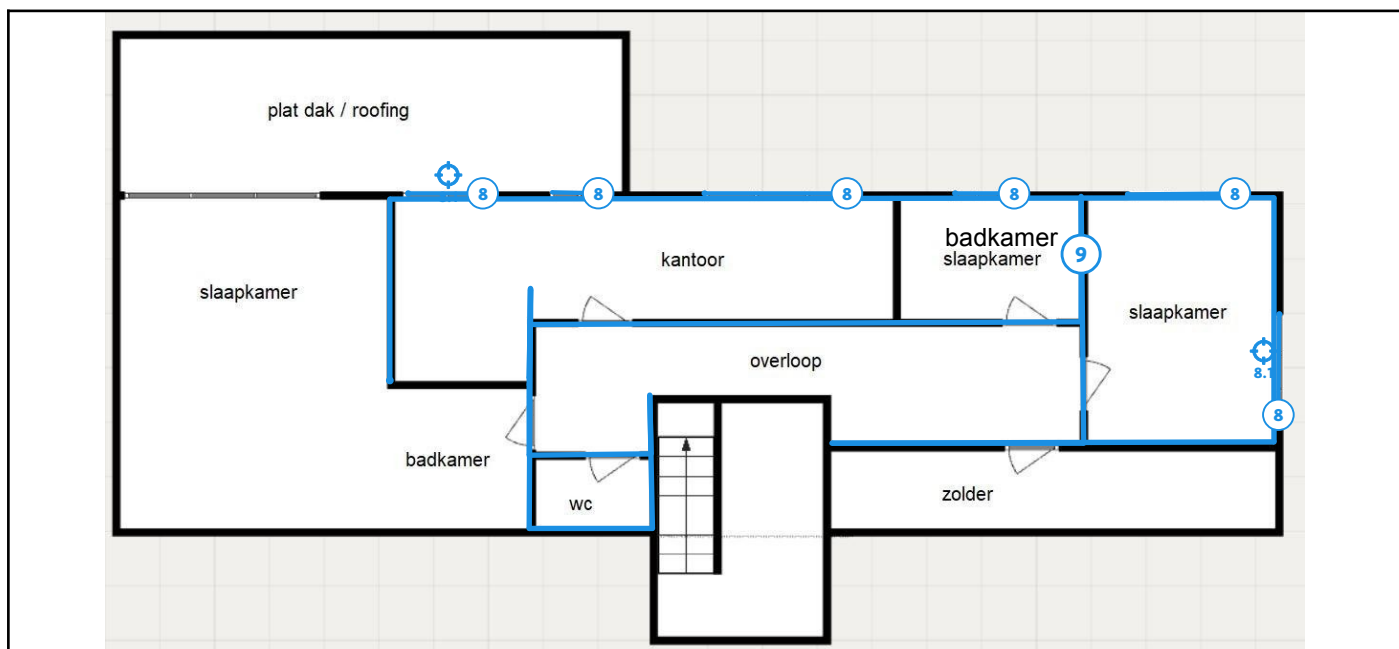 plat dak / roofing
8
8
8
8
8
badkamer
9
kantoor
slaapkamer
slaapkamer
slaapkamer
overloop
8.1
8
badkamer
zolder
wc